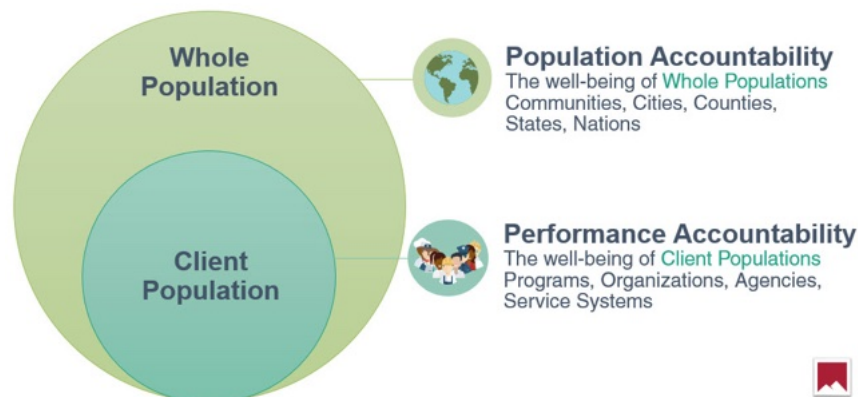 Whole
Population
Population Accountability
The well-being of Whole Populations
Communities, Cities, Counties,
States, Nations
Client
Population
Performance Accountability
The well-being of Client Populations
Programs, Organizations, Agencies,
Service Systems